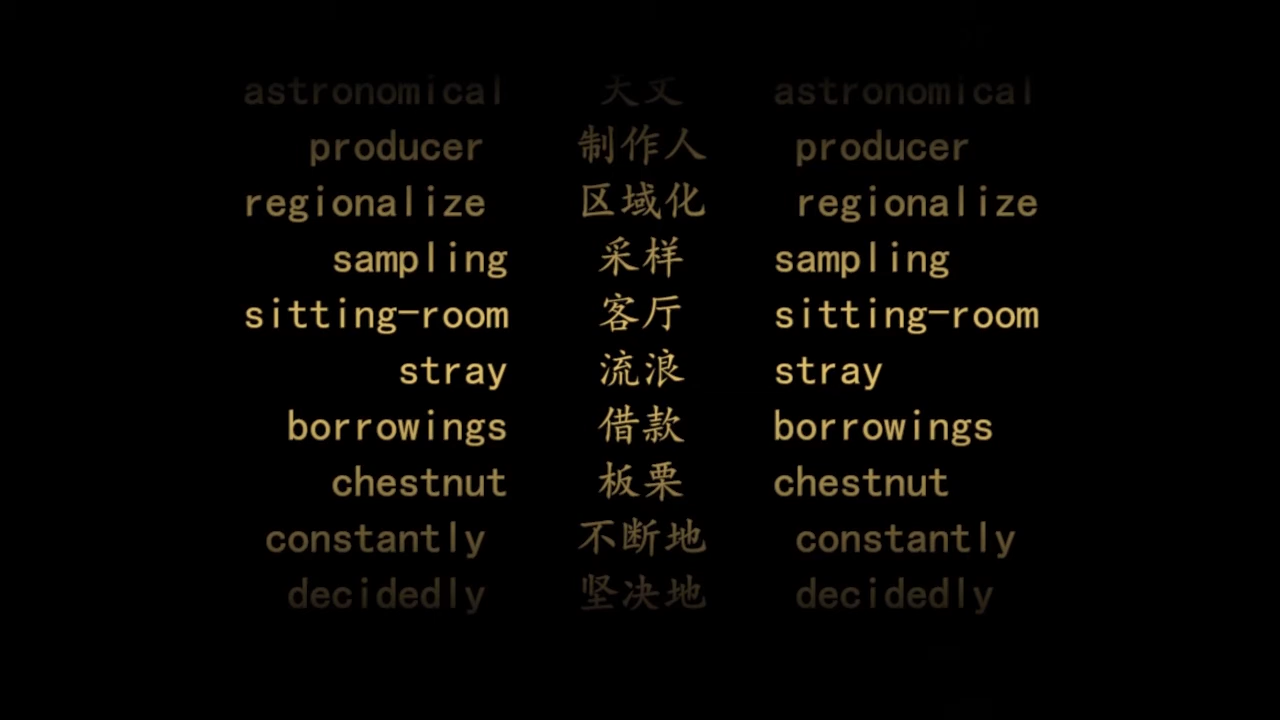 astronomical 天文 astronomical
producer 制作人 producer
regionalize 区域化 regionalize
sampling 采样 sampling
sitting-room 客厅 sitting-room
stray 流浪 stray
borrowings 借款 borrowings
chestnut 板栗 chestnut
constantly 不断地 constantly
decidedly 坚决地 decidedly